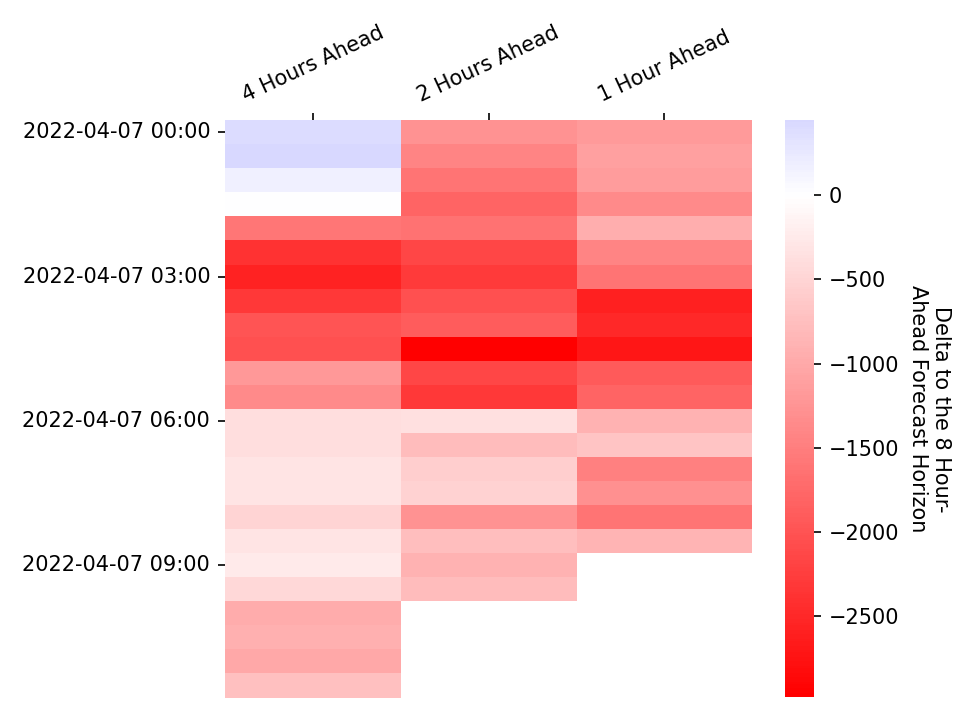 4 Hours Ahead
2 Hours Ahead
1 Hour Ahead
2022-04-07 00:00
2022-04-07 03:00
2022-04-07 06:00
2022-04-07 09:00
0
−500
−1000
−1500
−2000
−2500
Delta to the 8 Hour-
Ahead Forecast Horizon